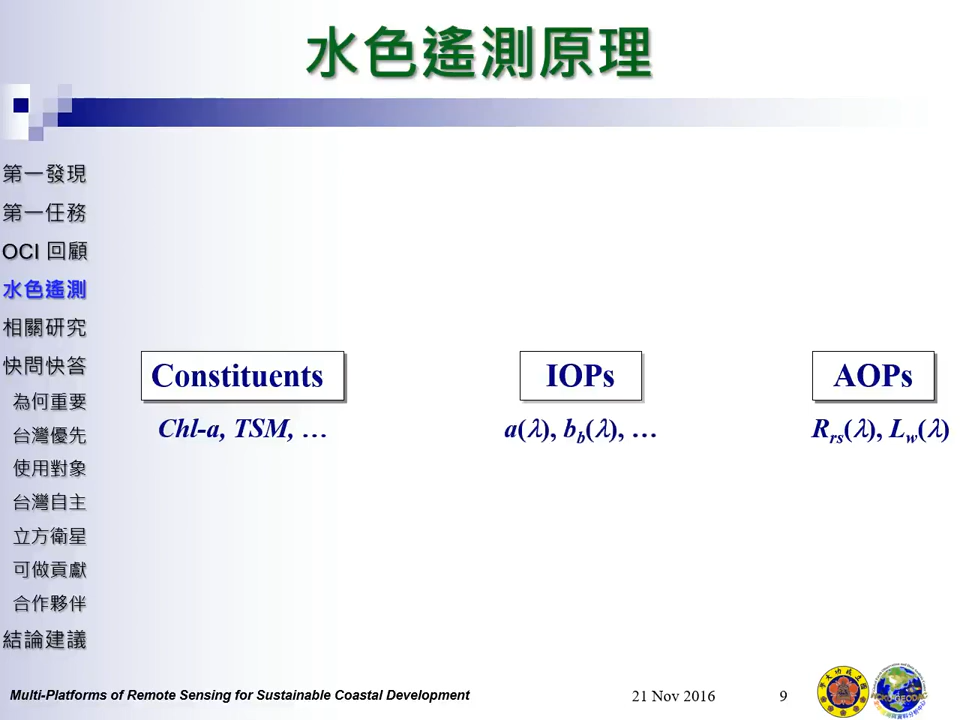 水色遙測原理
第一發現
第一任務
OCI 回顧
水色遙測
相關研究
快問快答
為何重要
台灣優先
使用對象
台灣自主
立方衛星
可做貢獻
合作夥伴
結論建議
Constituents
Chl-a, TSM, …
IOPs
a(λ), bb(λ), …
AOPs
Rrs(λ), Lw(λ)
Multi-Platforms of Remote Sensing for Sustainable Coastal Development
21 Nov 2016
9